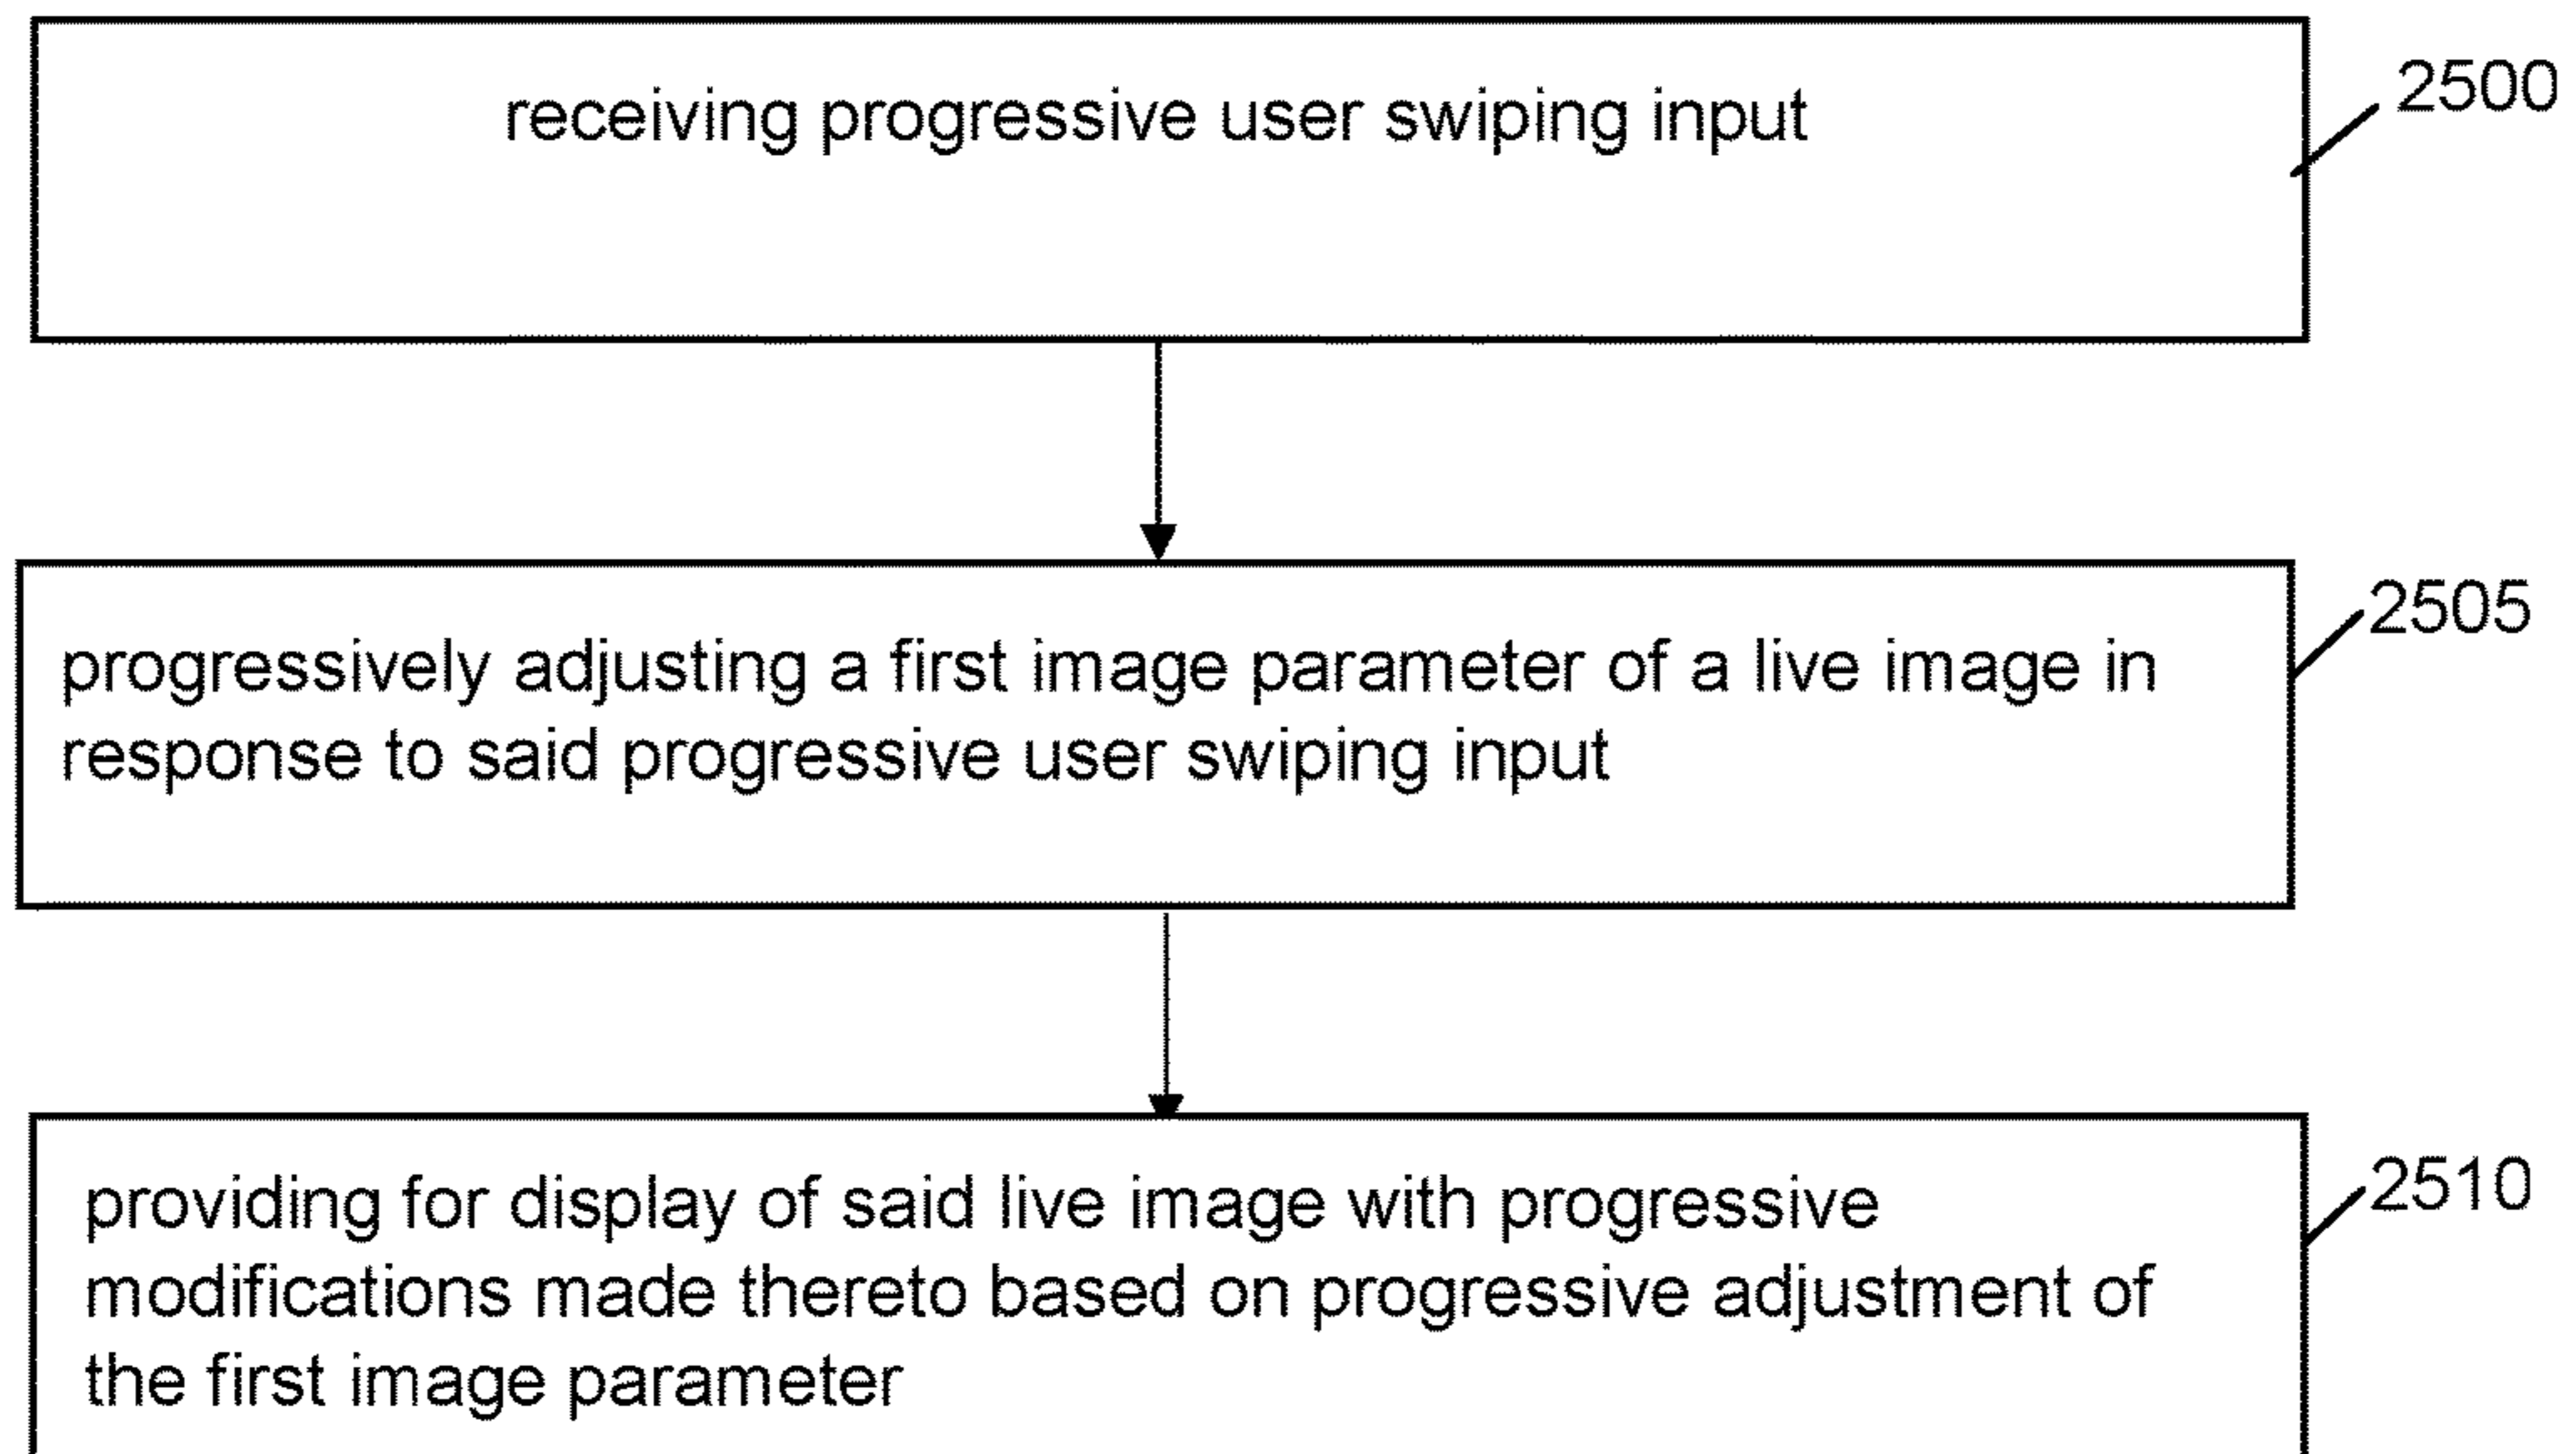 receiving progressive user swiping input
2500
progressively adjusting a first image parameter of a live image in
response to said progressive user swiping input
2505
providing for display of said live image with progressive
modifications made thereto based on progressive adjustment of
the first image parameter
2510